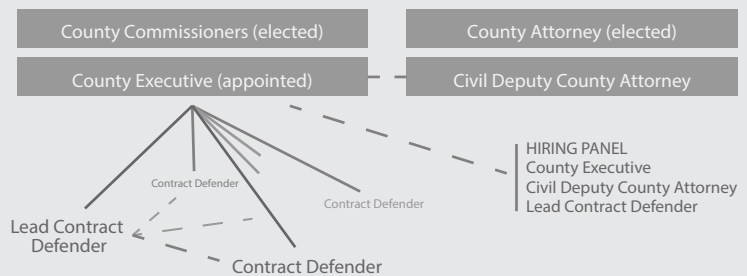 County Commissioners (elected)
County Attorney (elected)
County Executive (appointed)
Civil Deputy County Attorney
HIRING PANEL
County Executive
Civil Deputy County Attorney
Lead Contract Defender
Contract Defender
Contract Defender
Lead Contract
Defender
Contract Defender